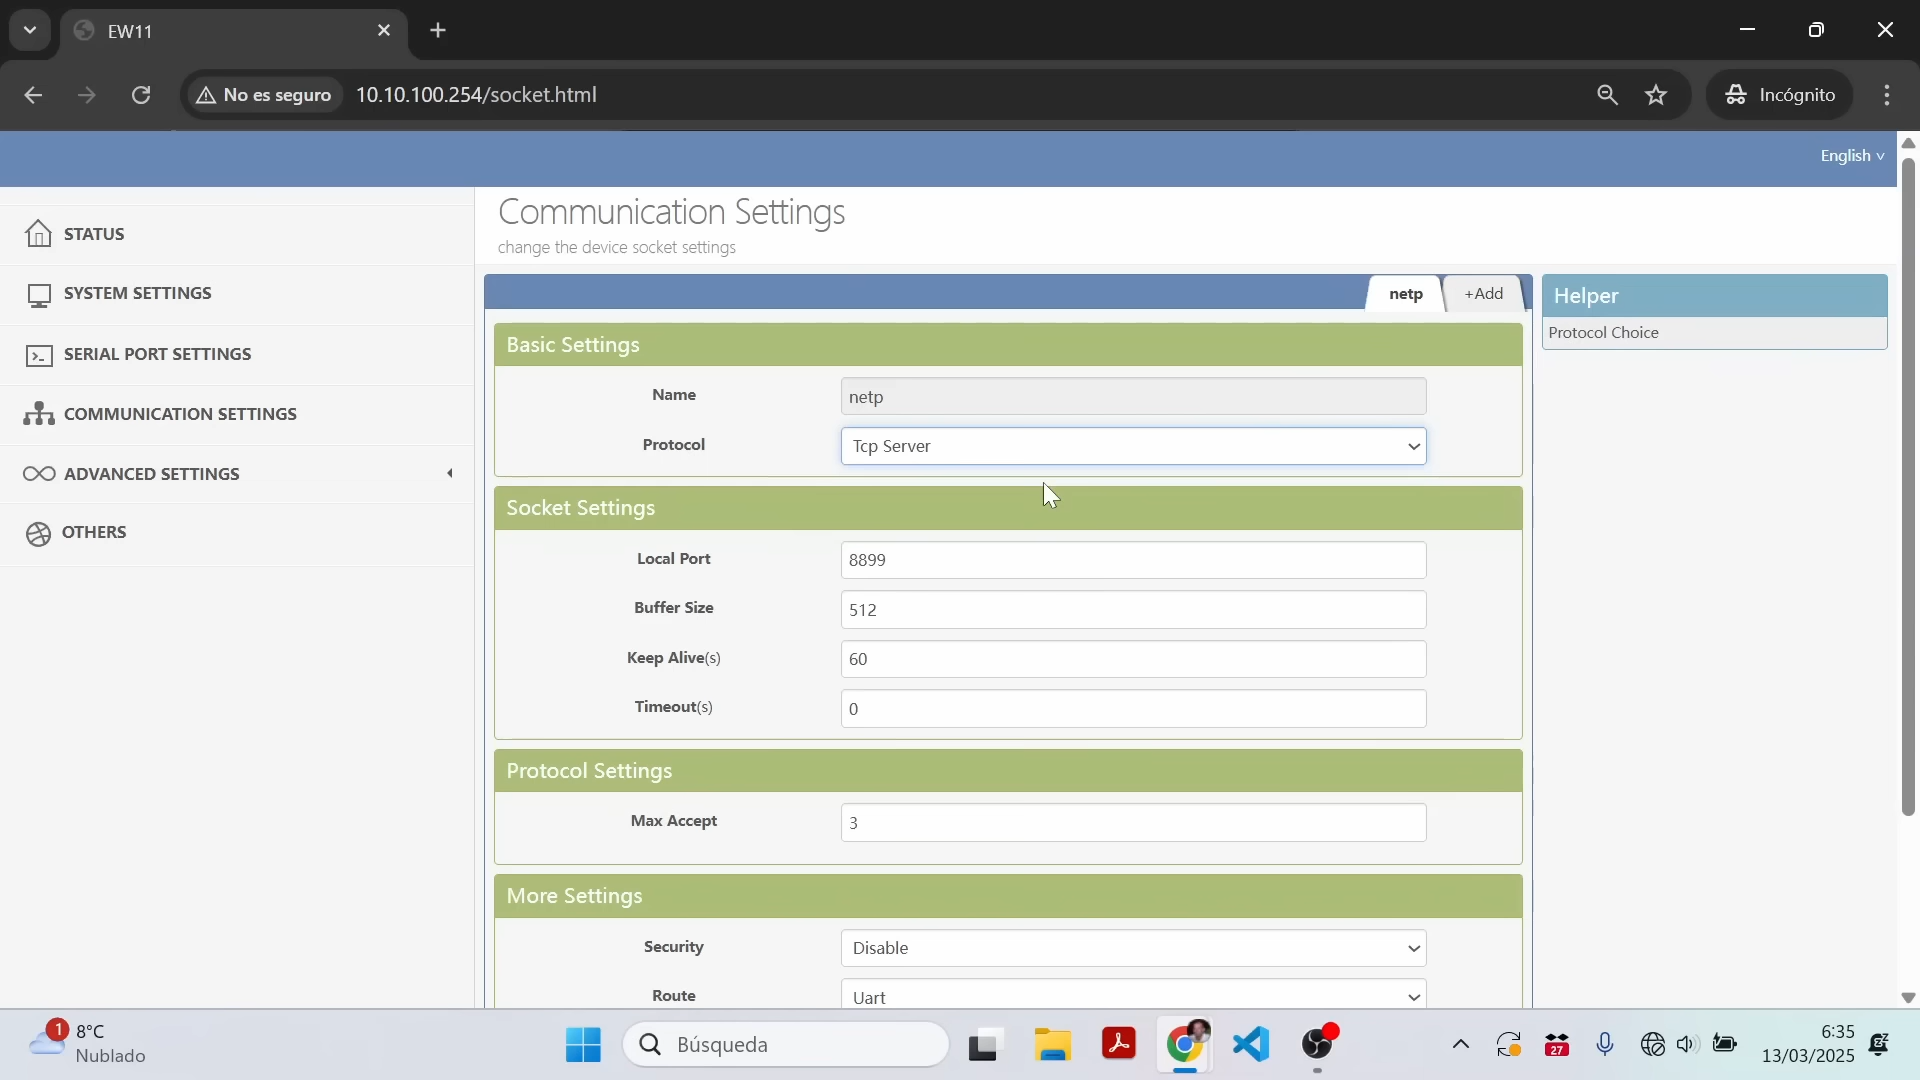 EW11
No es seguro
10.10.100.254/socket.html
Incógnito
English v
STATUS
SYSTEM SETTINGS
SERIAL PORT SETTINGS
COMMUNICATION SETTINGS
ADVANCED SETTINGS
OTHERS
Communication Settings
change the device socket settings
netp
+Add
Basic Settings
Name
netp
Protocol
Tcp Server
Socket Settings
Local Port
8899
Buffer Size
512
Keep Alive(s)
60
Timeout(s)
0
Protocol Settings
Max Accept
3
More Settings
Security
Disable
Route
Uart
Helper
Protocol Choice
1
8°C
Nublado
Búsqueda
27
6:35
13/03/2025